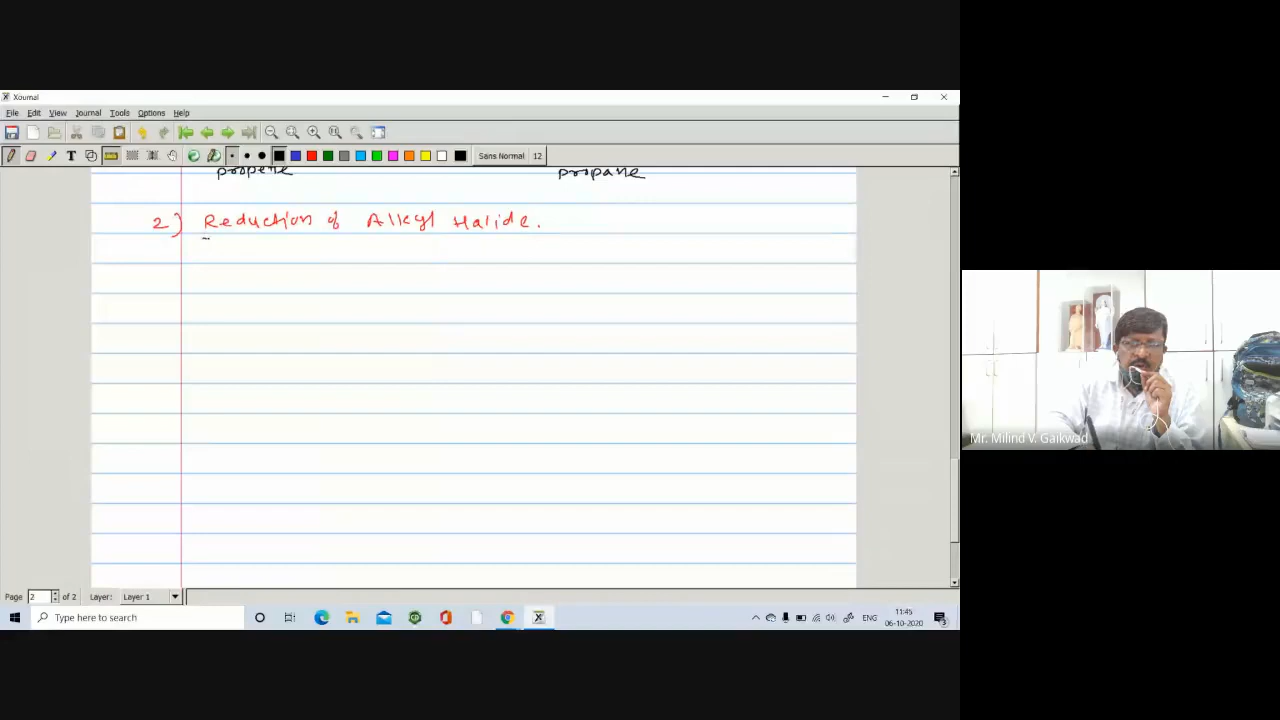 Xournal
File Edit View Journal Tools Options Help
Sans Normal 12
propene propane
2) Reduction of Alkyl Halide.
Mr. Milind V. Gaikwad
Page 2 of 2 Layer: Layer 1
Type here to search
ENG
11:45
06-10-2020
3